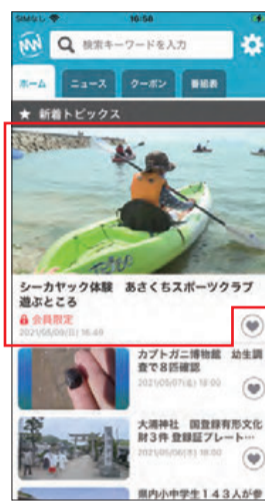 SIMなし 16:58
検索キーワードを入力
ホーム ニュース クーポン 番組表
★ 新着トピックス
シーカヤック体験 あさくちスポーツクラブ
遊ぶところ
会員限定
2021/05/09(日) 16:49
カブトガニ博物館 幼生調
査で8匹確認
2021/05/07(金) 18:00
大浦神社 国登録有形文化
財3件 登録証プレート…
2021/05/06(木) 18:00
県内小中学生143人が参